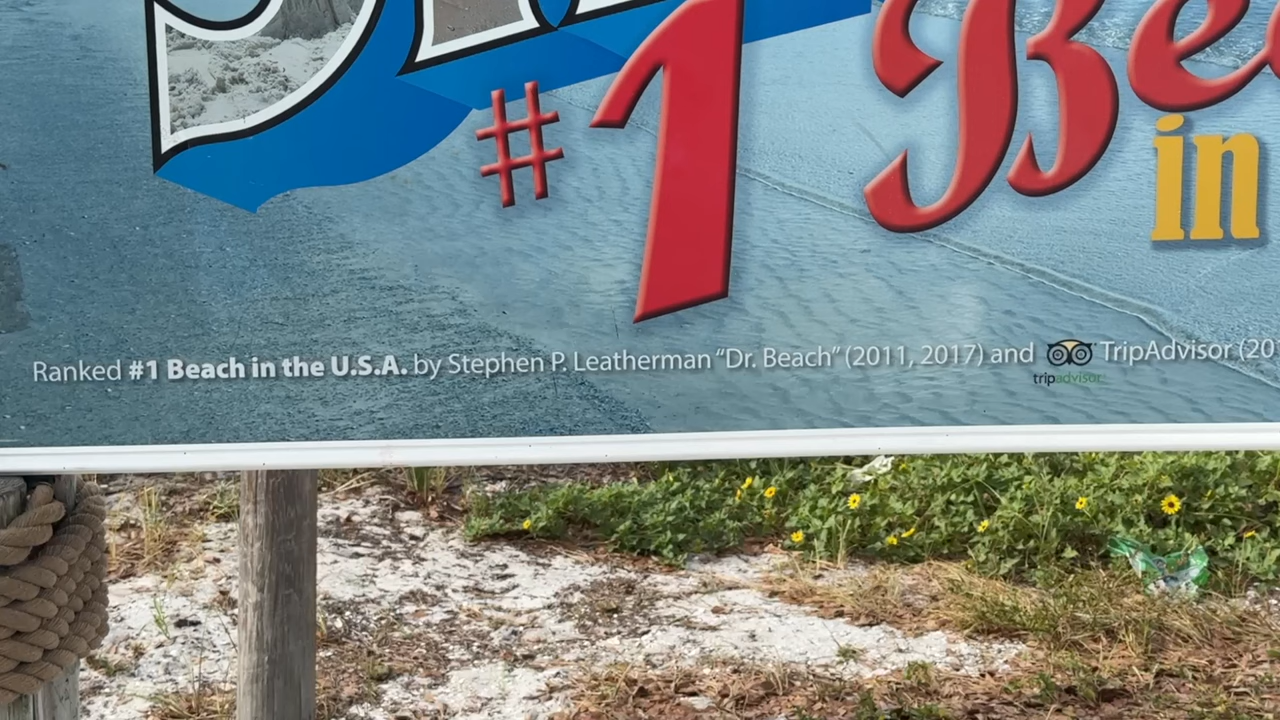 #1 Be
in
Ranked #1 Beach in the U.S.A. by Stephen P. Leatherman “Dr. Beach” (2011, 2017) and TripAdvisor (20
tripadvisor